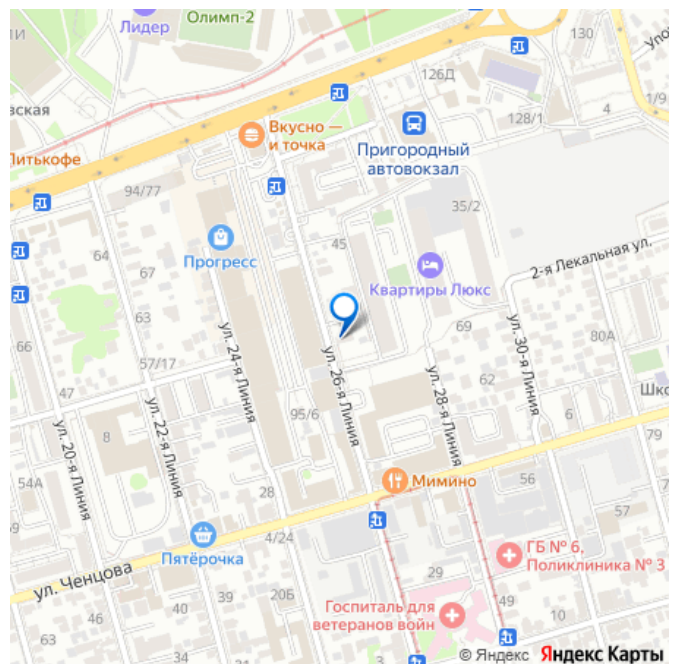 Олимп-2
Лидер
130
126Д
1/9
4
128/1
вская
Вкусно —
и точка
Литькофе
Пригородный
автовокзал
94/77
35/2
45
64
67
Прогресс
Квартиры Люкс
2-я Лекальная ул.
63
66
69
80А
57/17
ул. 24-я Линия
ул. 26-я Линия
ул. 28-я Линия
ул. 30-я Линия
62
47
Шко
ул. 20-я Линия
ул. 22-я Линия
95/6
6
8
79
54А
28
Мимино
56
57
4/24
Пятёрочка
ул. Ченцова
ГБ № 6,
Поликлиника № 3
29
20Б
40
39
Госпиталь для
ветеранов войн
49
10
46
63
31
© Яндекс Яндекс Карты